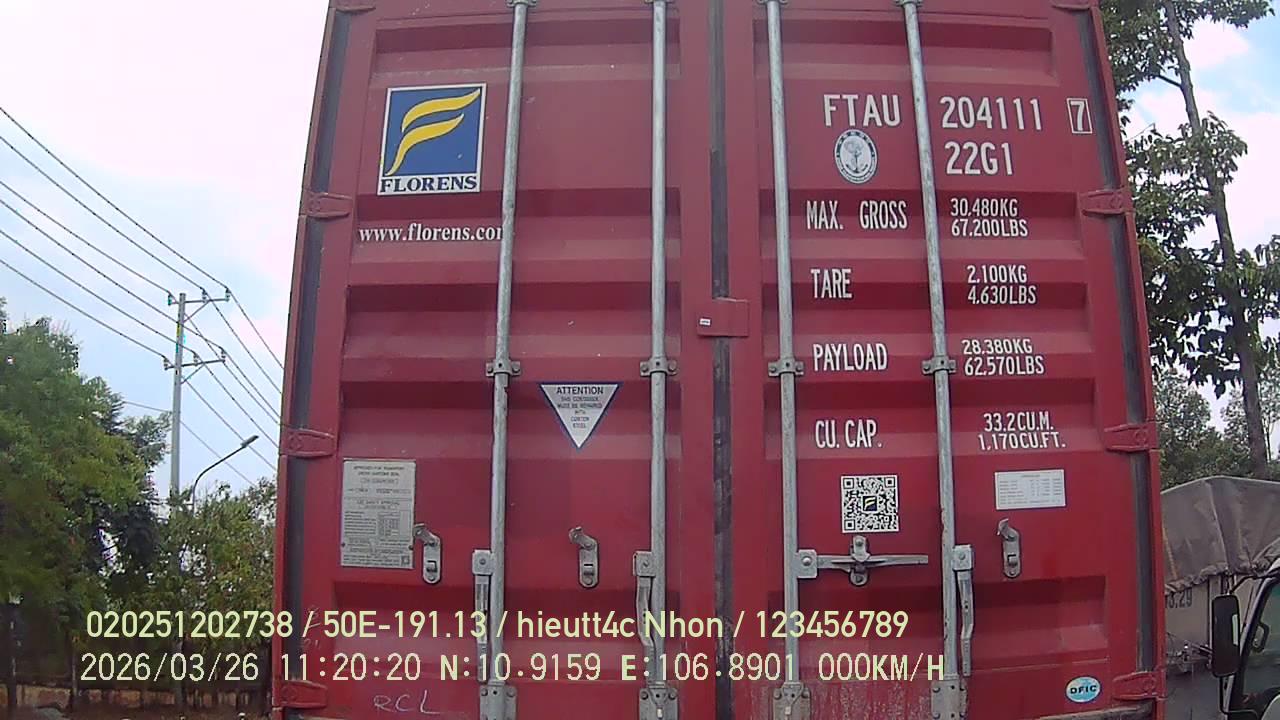 FLORENS
www.florens.com
FTAU 204111 7
22G1
MAX. GROSS 30.480KG
67.200LBS
TARE 2.100KG
4.630LBS
PAYLOAD 28.380KG
62.570LBS
CU. CAP. 33.2CU.M.
1,170CU.FT.
ATTENTION
RCL
DFIC
020251202738 / 50E-191.13 / hieutt4c Nhon / 123456789
2026/03/26 11:20:20 N:10.9159 E:106.8901 000KM/H